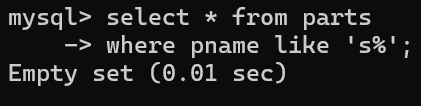 mysql> select * from parts
    -> where pname like 's%';
Empty set (0.01 sec)